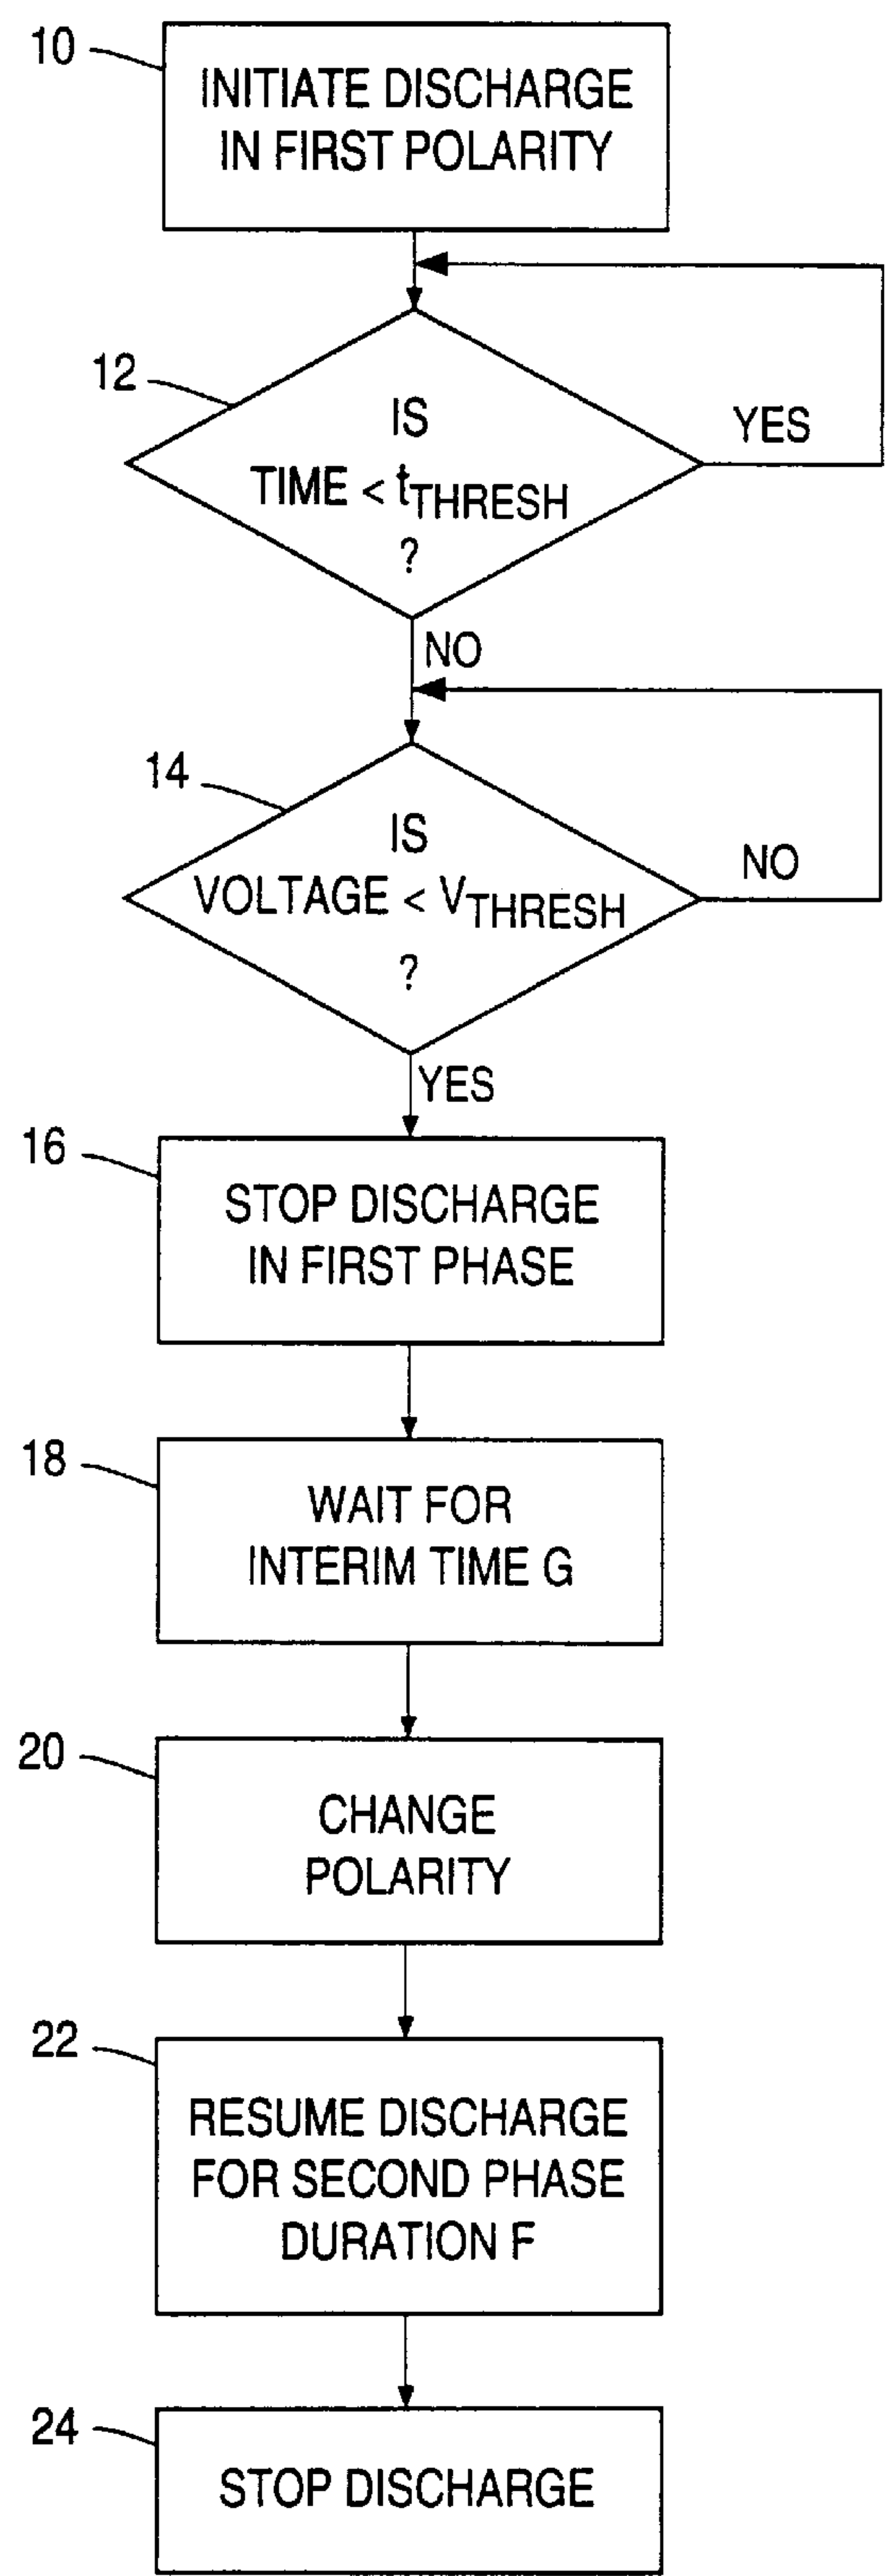 10
INITIATE DISCHARGE
IN FIRST POLARITY
12
IS
TIME < tTHRESH
?
YES
NO
14
IS
VOLTAGE < VTHRESH
?
NO
YES
16
STOP DISCHARGE
IN FIRST PHASE
18
WAIT FOR
INTERIM TIME G
20
CHANGE
POLARITY
22
RESUME DISCHARGE
FOR SECOND PHASE
DURATION F
24
STOP DISCHARGE